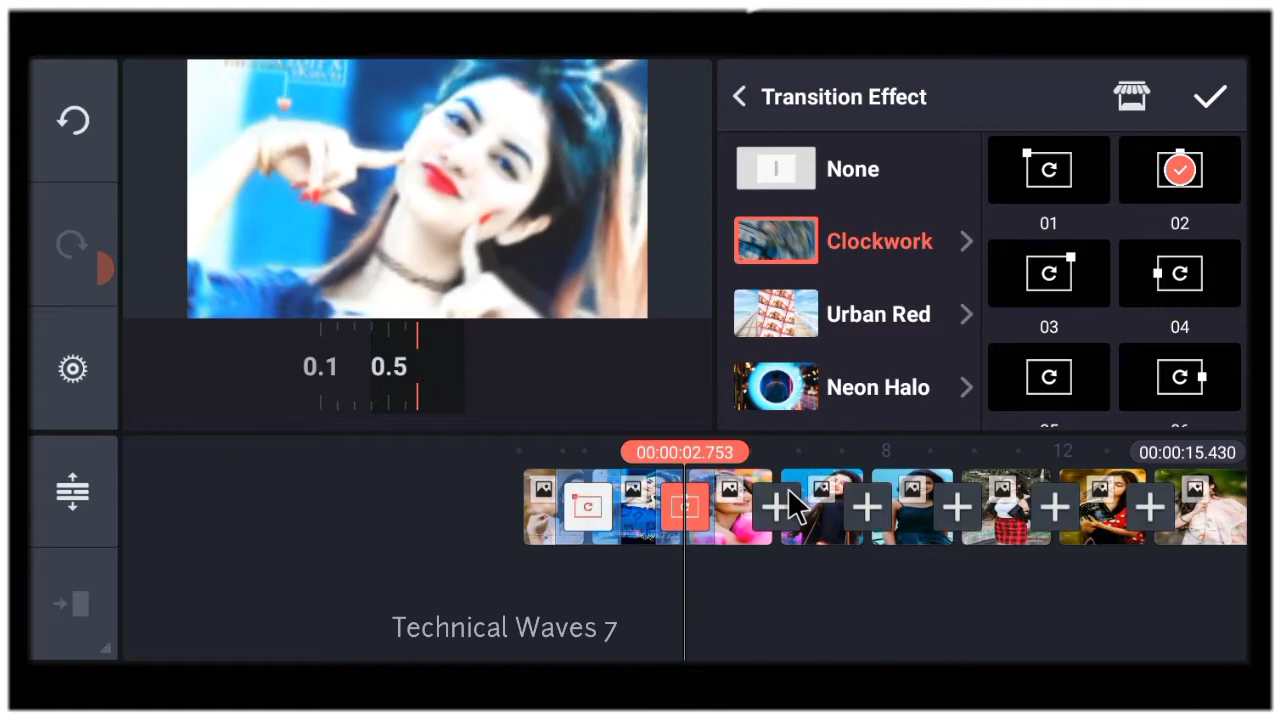 Transition Effect
None
Clockwork
Urban Red
Neon Halo
01
02
03
04
0.1
0.5
00:00:02.753
8
12
00:00:15.430
Technical Waves 7